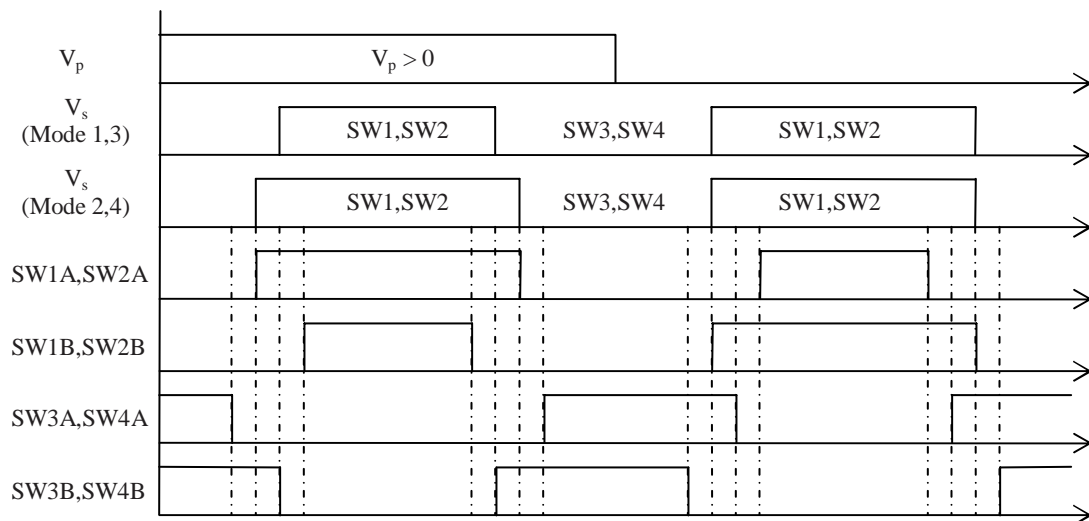 Vp
Vp > 0
Vs
(Mode 1,3)
SW1,SW2
SW3,SW4
SW1,SW2
Vs
(Mode 2,4)
SW1,SW2
SW3,SW4
SW1,SW2
SW1A,SW2A
SW1B,SW2B
SW3A,SW4A
SW3B,SW4B